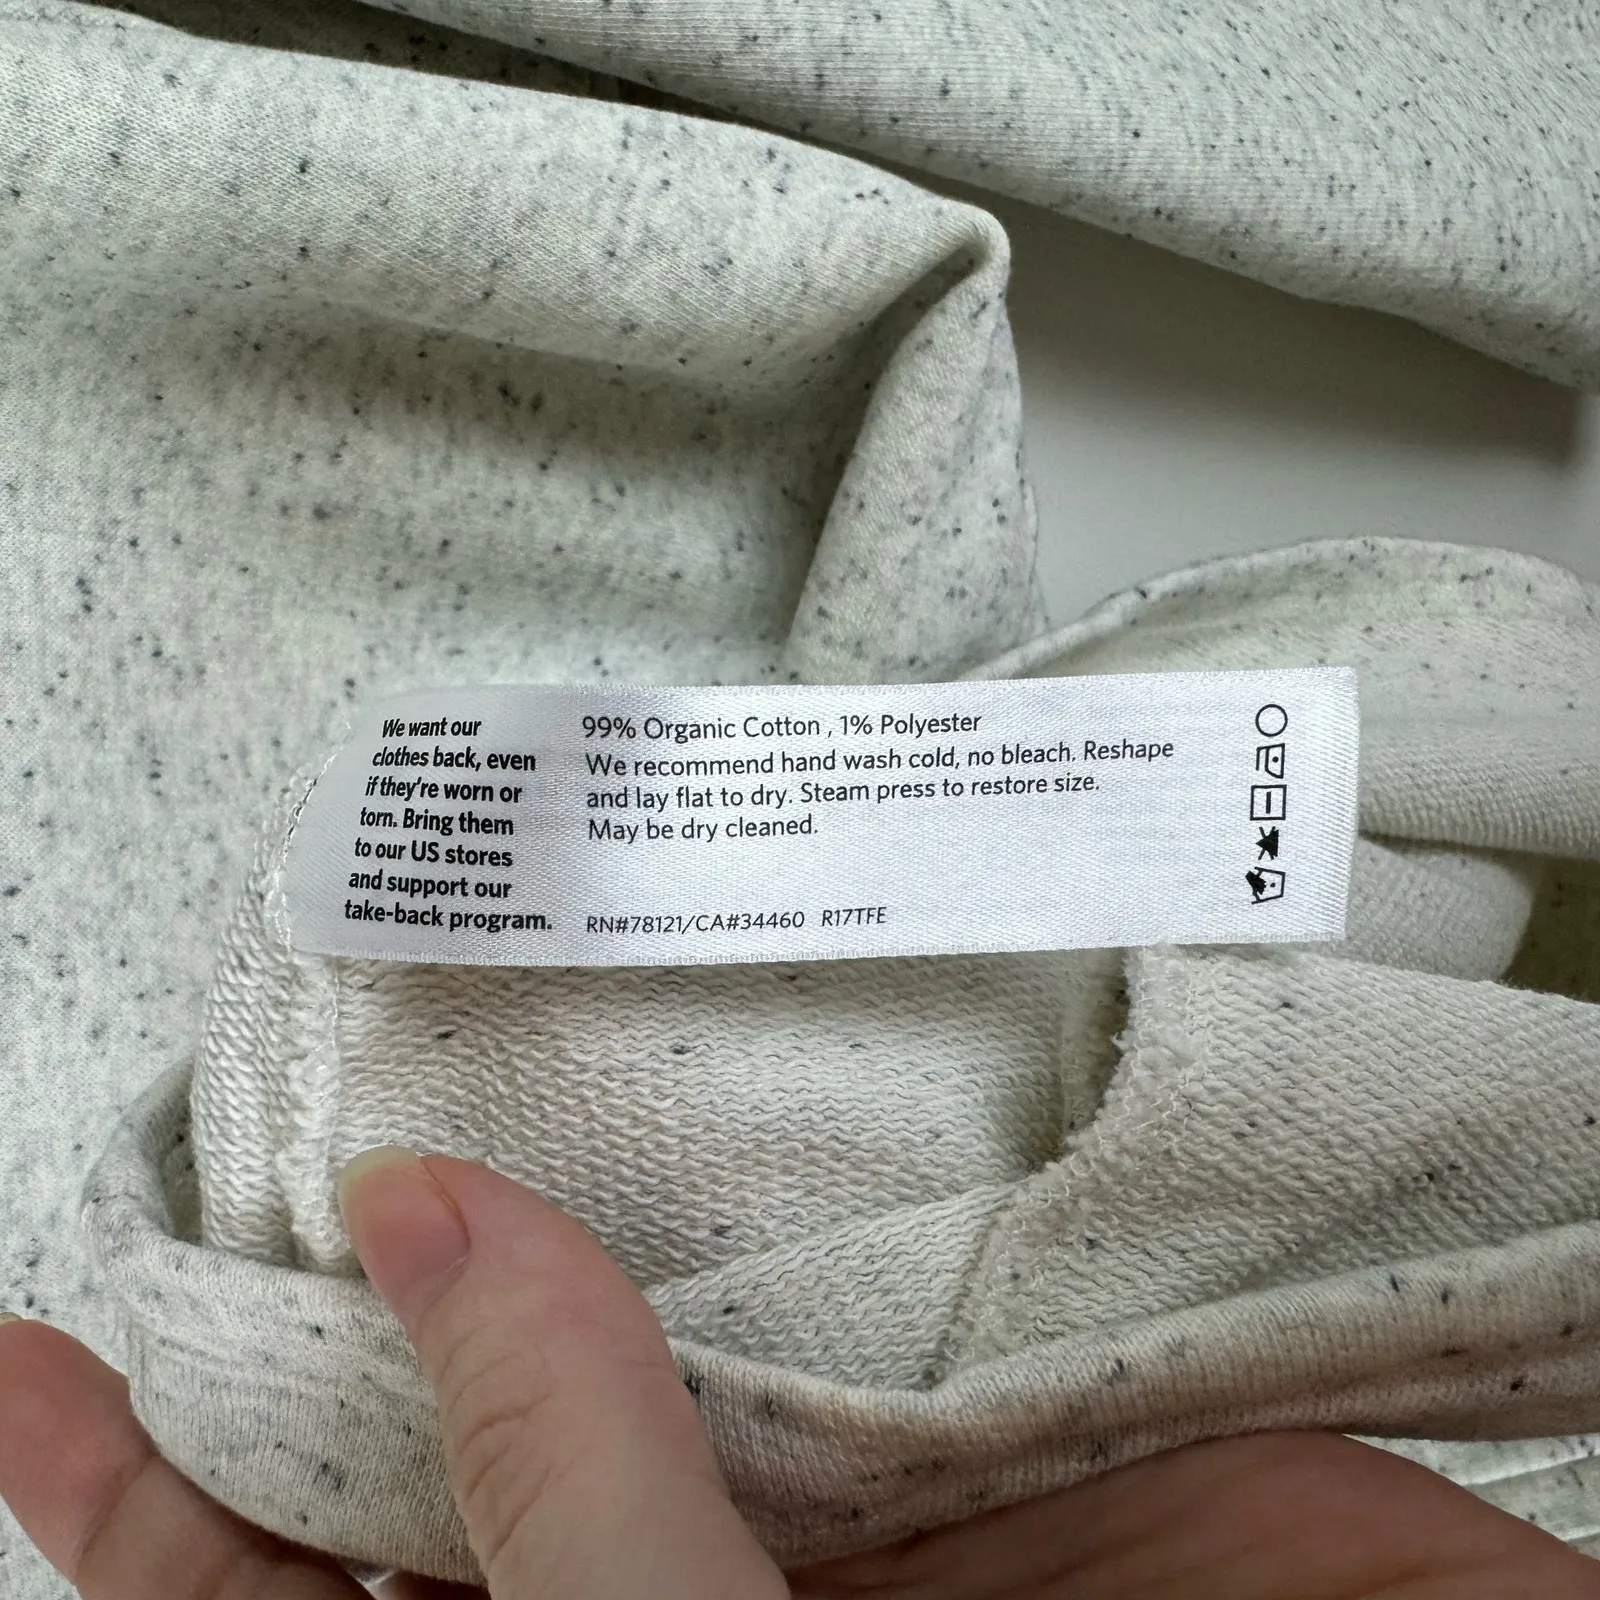 We want our
clothes back, even
if they're worn or
torn. Bring them
to our US stores
and support our
take-back program.
99% Organic Cotton , 1% Polyester
We recommend hand wash cold, no bleach. Reshape
and lay flat to dry. Steam press to restore size.
May be dry cleaned.
RN#78121/CA#34460 R17TFE